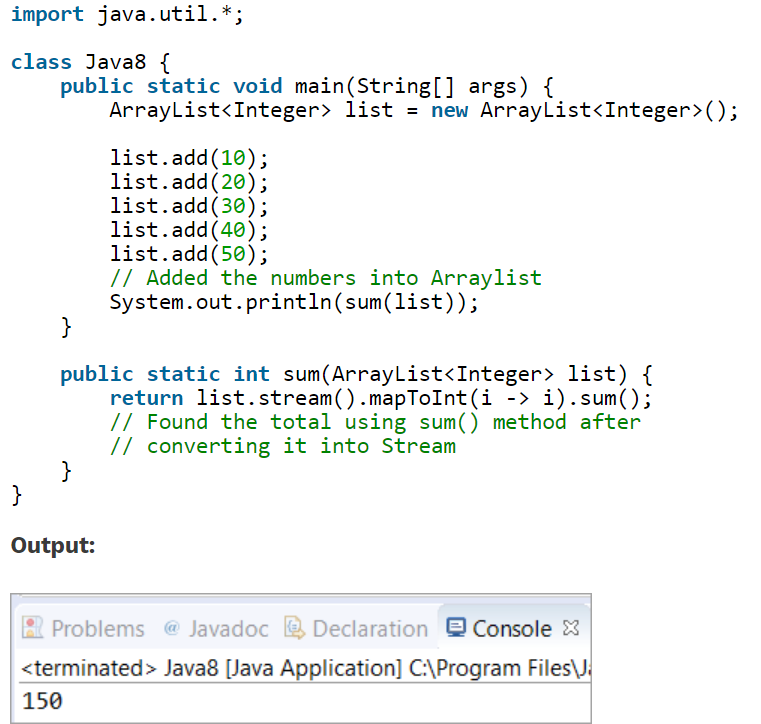 import java.util.*;
class Java8 {
    public static void main(String[] args) {
        ArrayList<Integer> list = new ArrayList<Integer>();
        list.add(10);
        list.add(20);
        list.add(30);
        list.add(40);
        list.add(50);
        // Added the numbers into Arraylist
        System.out.println(sum(list));
    }
    public static int sum(ArrayList<Integer> list) {
        return list.stream().mapToInt(i -> i).sum();
        // Found the total using sum() method after
        // converting it into Stream
    }
}
Output:
Problems @ Javadoc Declaration Console
<terminated> Java8 [Java Application] C:\Program Files\
150